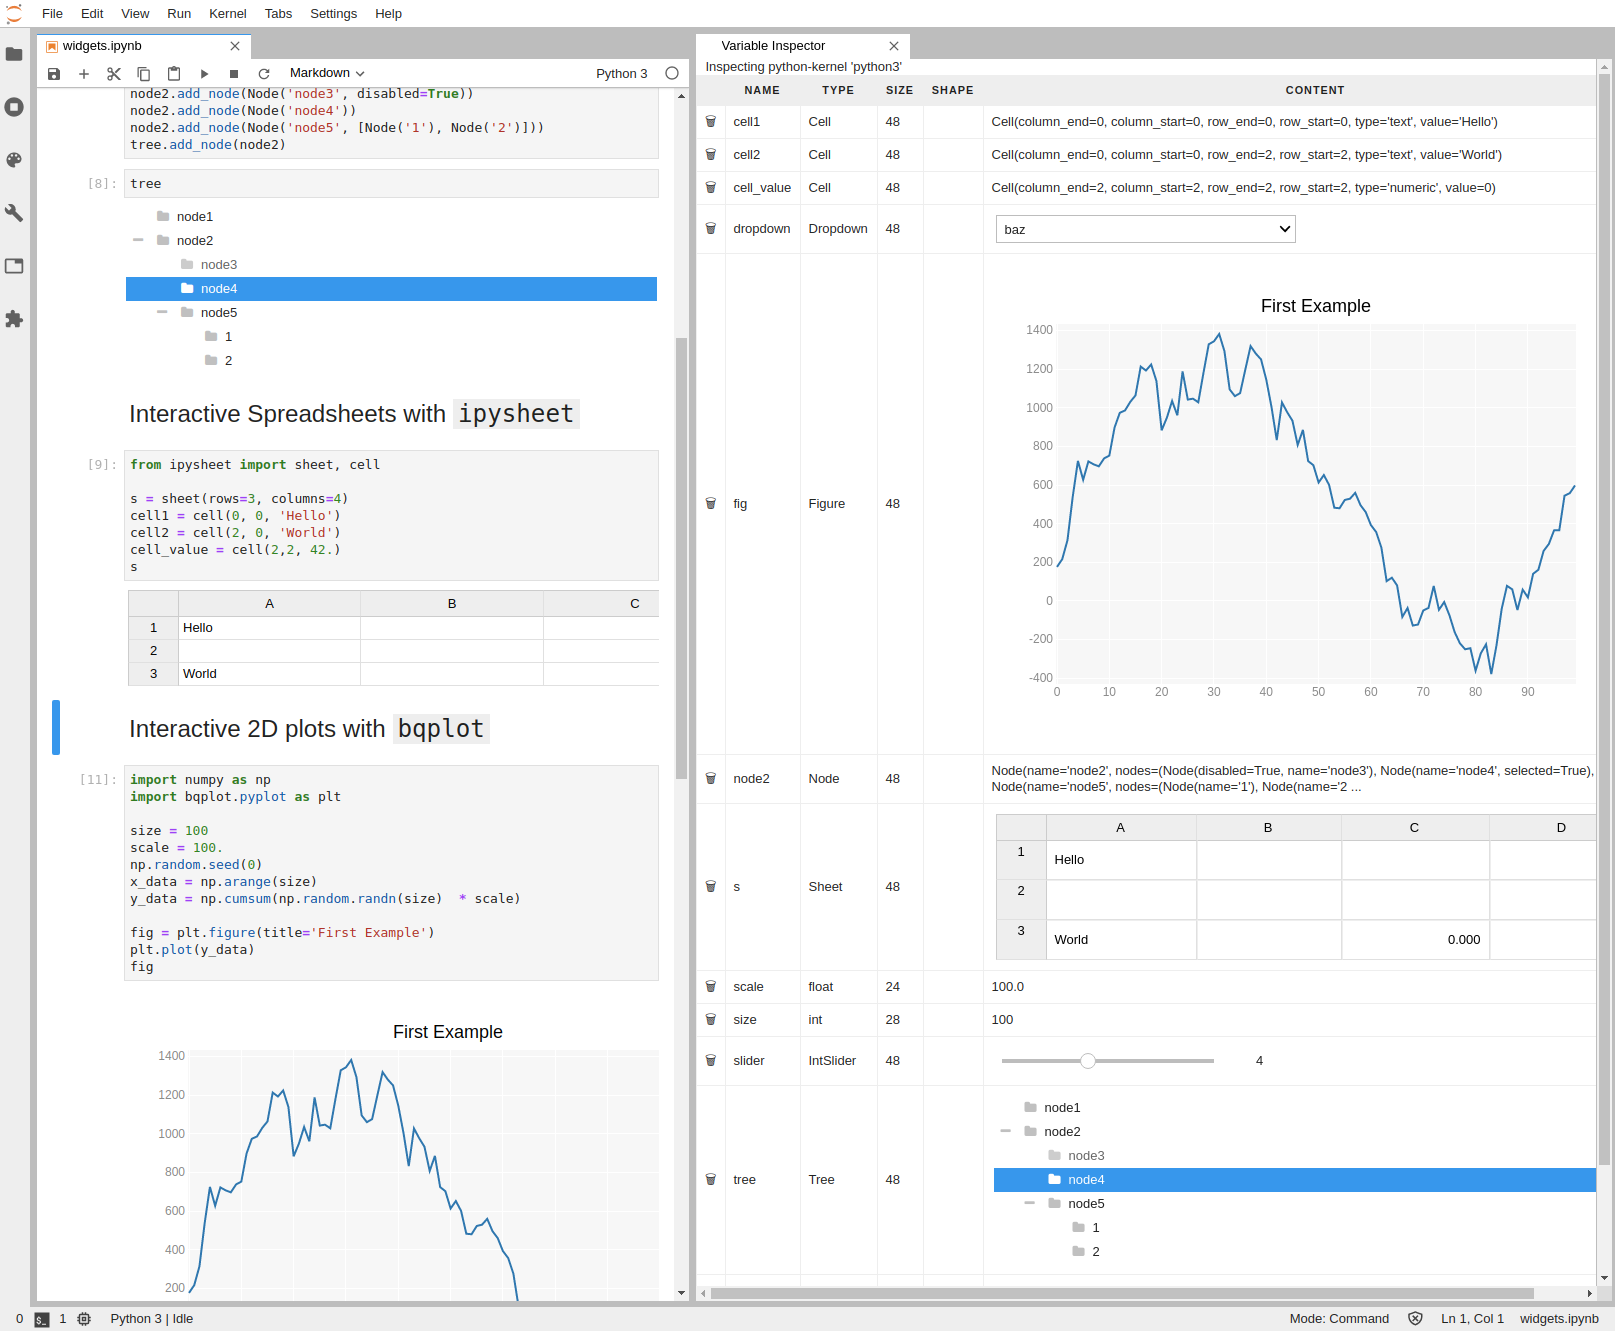 File Edit View Run Kernel Tabs Settings Help
widgets.ipynb
Markdown Python 3
node2.add_node(Node('node3', disabled=True))
node2.add_node(Node('node4'))
node2.add_node(Node('node5', [Node('1'), Node('2')]))
tree.add_node(node2)
[8]: tree
node1
node2
node3
node4
node5
1
2
Interactive Spreadsheets with ipysheet
[9]: from ipysheet import sheet, cell
s = sheet(rows=3, columns=4)
cell1 = cell(0, 0, 'Hello')
cell2 = cell(2, 0, 'World')
cell_value = cell(2,2, 42.)
s
A B C
1 Hello
2
3 World
Interactive 2D plots with bqplot
[11]: import numpy as np
import bqplot.pyplot as plt
size = 100
scale = 100.
np.random.seed(0)
x_data = np.arange(size)
y_data = np.cumsum(np.random.randn(size)  * scale)
fig = plt.figure(title='First Example')
plt.plot(y_data)
fig
First Example
1400
1200
1000
800
600
400
200
Variable Inspector
Inspecting python-kernel 'python3'
NAME TYPE SIZE SHAPE CONTENT
cell1 Cell 48 Cell(column_end=0, column_start=0, row_end=0, row_start=0, type='text', value='Hello')
cell2 Cell 48 Cell(column_end=0, column_start=0, row_end=2, row_start=2, type='text', value='World')
cell_value Cell 48 Cell(column_end=2, column_start=2, row_end=2, row_start=2, type='numeric', value=0)
dropdown Dropdown 48 baz
fig Figure 48
First Example
1400
1200
1000
800
600
400
200
0
-200
-400
0 10 20 30 40 50 60 70 80 90
node2 Node 48 Node(name='node2', nodes=(Node(disabled=True, name='node3'), Node(name='node4', selected=True),
Node(name='node5', nodes=(Node(name='1'), Node(name='2 ...
s Sheet 48
A B C D
1 Hello
2
3 World 0.000
scale float 24 100.0
size int 28 100
slider IntSlider 48 4
tree Tree 48
node1
node2
node3
node4
node5
1
2
0 $_ 1 Python 3 | Idle Mode: Command Ln 1, Col 1 widgets.ipynb